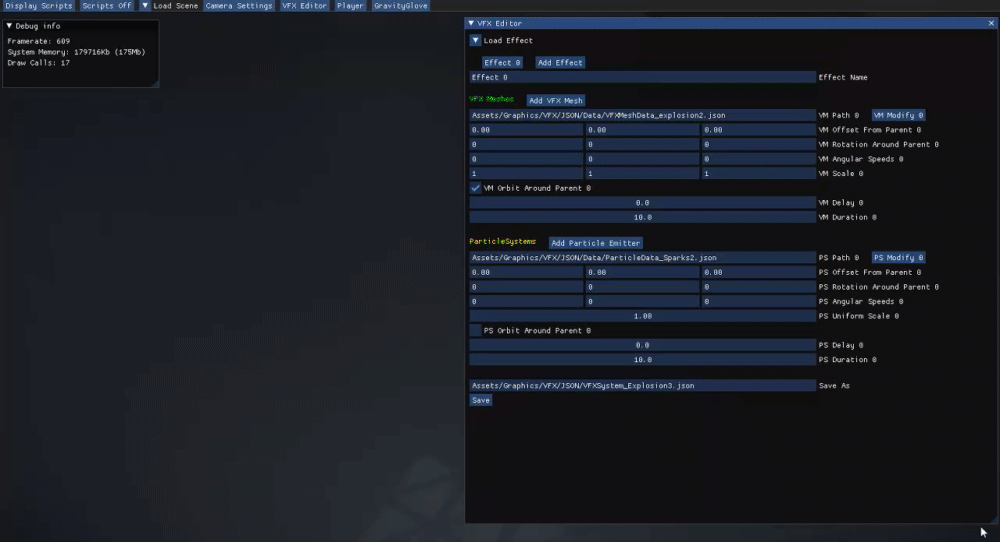 Display Scripts Scripts Off Load Scene Camera Settings VFX Editor Player GravityGlove
Debug info
Framerate: 609
System Memory: 179716Kb (175Mb)
Draw Calls: 17
VFX Editor
Load Effect
Effect 0 Add Effect
Effect 0 Effect Name
VFX Meshes Add VFX Mesh
Assets/Graphics/VFX/JSON/Data/VFXMeshData_explosion2.json VM Path 0 VM Modify 0
0.00 0.00 0.00 VM Offset From Parent 0
0 0 0 VM Rotation Around Parent 0
0 0 0 VM Angular Speeds 0
1 1 1 VM Scale 0
VM Orbit Around Parent 0
0.0 VM Delay 0
10.0 VM Duration 0
ParticleSystems Add Particle Emitter
Assets/Graphics/VFX/JSON/Data/ParticleData_Sparks2.json PS Path 0 PS Modify 0
0.00 0.00 0.00 PS Offset From Parent 0
0 0 0 PS Rotation Around Parent 0
0 0 0 PS Angular Speeds 0
1.00 PS Uniform Scale 0
PS Orbit Around Parent 0
0.0 PS Delay 0
10.0 PS Duration 0
Assets/Graphics/VFX/JSON/VFXSystem_Explosion3.json Save As
Save